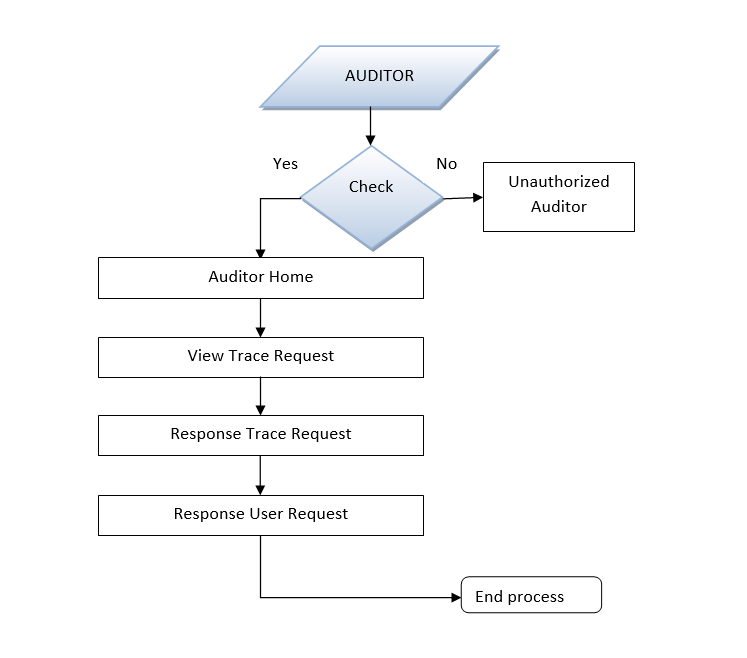 AUDITOR
Yes
No
Check
Unauthorized
Auditor
Auditor Home
View Trace Request
Response Trace Request
Response User Request
End process